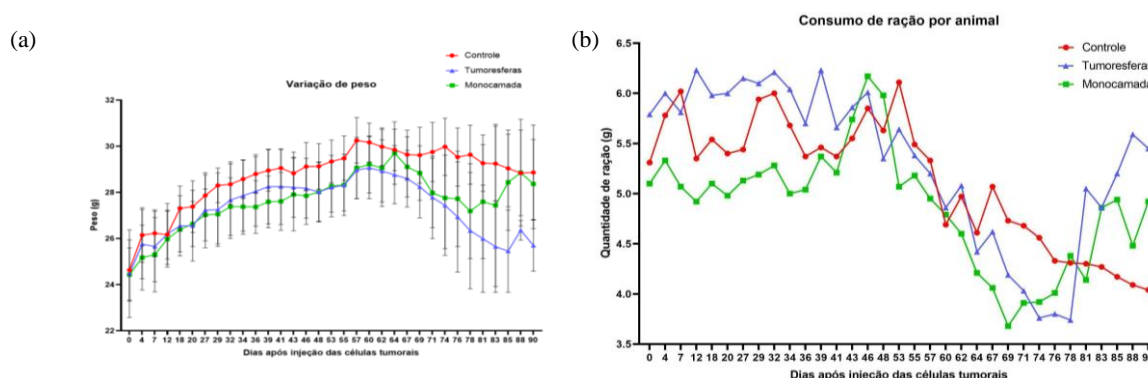 (a)
Controle
Tumoresferas
Monocamada
Variação de peso
Peso (g)
32
30
28
26
24
22
0 4 7 12 18 20 27 29 32 34 36 39 41 43 46 48 53 55 57 60 62 64 67 69 71 74 76 78 81 83 85 88 90
Dias após injeção das células tumorais
(b)
Consumo de ração por animal
Controle
Tumoresferas
Monocamada
Quantidade de ração (g)
6.5
6.0
5.5
5.0
4.5
4.0
3.5
0 4 7 12 18 20 27 29 32 34 36 39 41 43 46 48 53 55 57 60 62 64 67 69 71 74 76 78 81 83 85 88 9
Dias após injeção das células tumorais